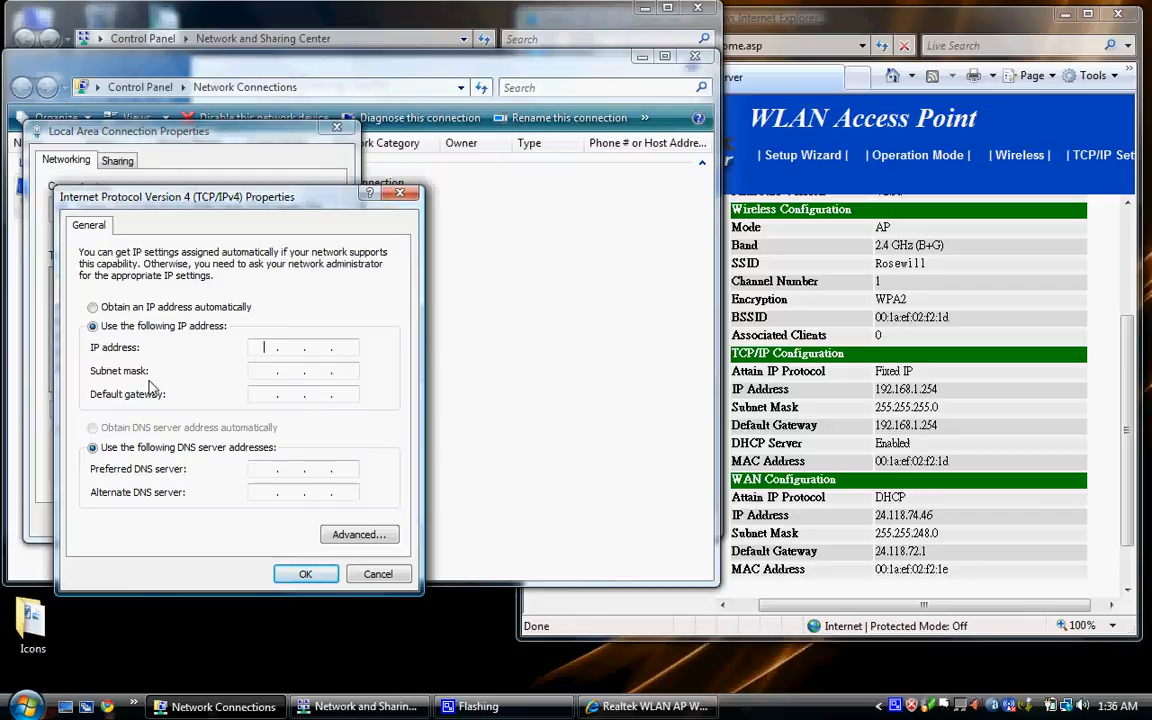 Control Panel
Network and Sharing Center
Search
Control Panel
Network Connections
Search
Organize
Views
Disable this network device
Diagnose this connection
Rename this connection
»
Owner
Type
Phone # or Host Addre...
Local Area Connection Properties
Networking
Sharing
Internet Protocol Version 4 (TCP/IPv4) Properties
General
You can get IP settings assigned automatically if your network supports
this capability. Otherwise, you need to ask your network administrator
for the appropriate IP settings.
Obtain an IP address automatically
Use the following IP address:
IP address:
Subnet mask:
Default gateway:
Obtain DNS server address automatically
Use the following DNS server addresses:
Preferred DNS server:
Alternate DNS server:
Advanced...
OK
Cancel
Internet Explorer
ome.asp
Live Search
Page
Tools
»
WLAN Access Point
| Setup Wizard |
| Operation Mode |
| Wireless |
| TCP/IP Set
Wireless Configuration
Mode AP
Band 2.4 GHz (B+G)
SSID Rosewill
Channel Number 1
Encryption WPA2
BSSID 00:1a:ef:02:f2:1d
Associated Clients 0
TCP/IP Configuration
Attain IP Protocol Fixed IP
IP Address 192.168.1.254
Subnet Mask 255.255.255.0
Default Gateway 192.168.1.254
DHCP Server Enabled
MAC Address 00:1a:ef:02:f2:1d
WAN Configuration
Attain IP Protocol DHCP
IP Address 24.118.74.46
Subnet Mask 255.255.248.0
Default Gateway 24.118.72.1
MAC Address 00:1a:ef:02:f2:1e
Done
Internet | Protected Mode: Off
100%
Icons
»
Network Connections
Network and Sharin...
Flashing
Realtek WLAN AP W...
1:36 AM